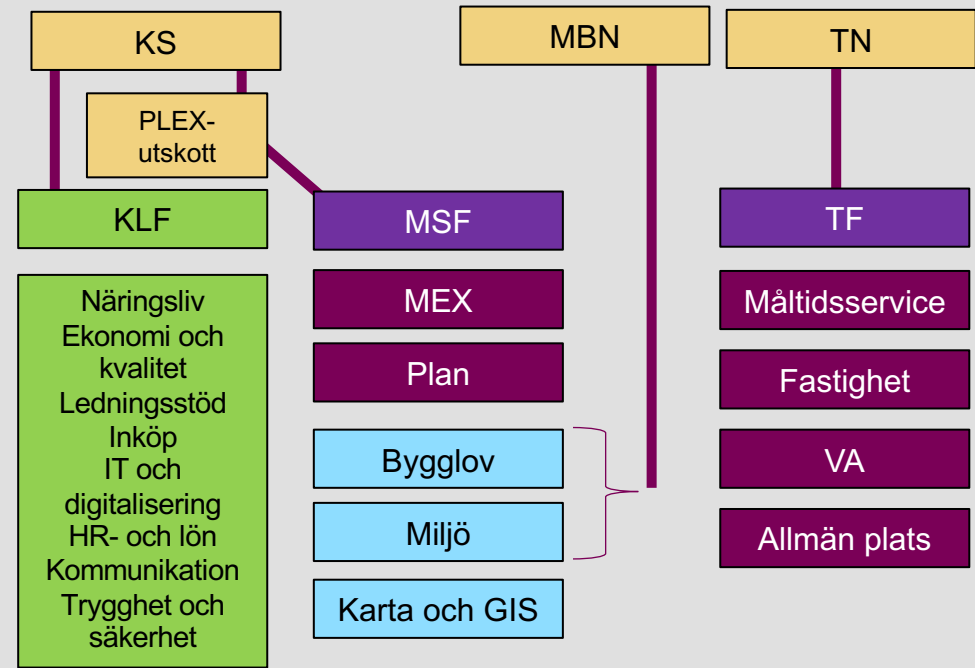 KS
MBN
TN
PLEX-
utskott
KLF
MSF
TF
Näringsliv
Ekonomi och
kvalitet
Ledningsstöd
Inköp
IT och
digitalisering
HR- och lön
Kommunikation
Trygghet och
säkerhet
MEX
Plan
Bygglov
Miljö
Karta och GIS
Måltidsservice
Fastighet
VA
Allmän plats